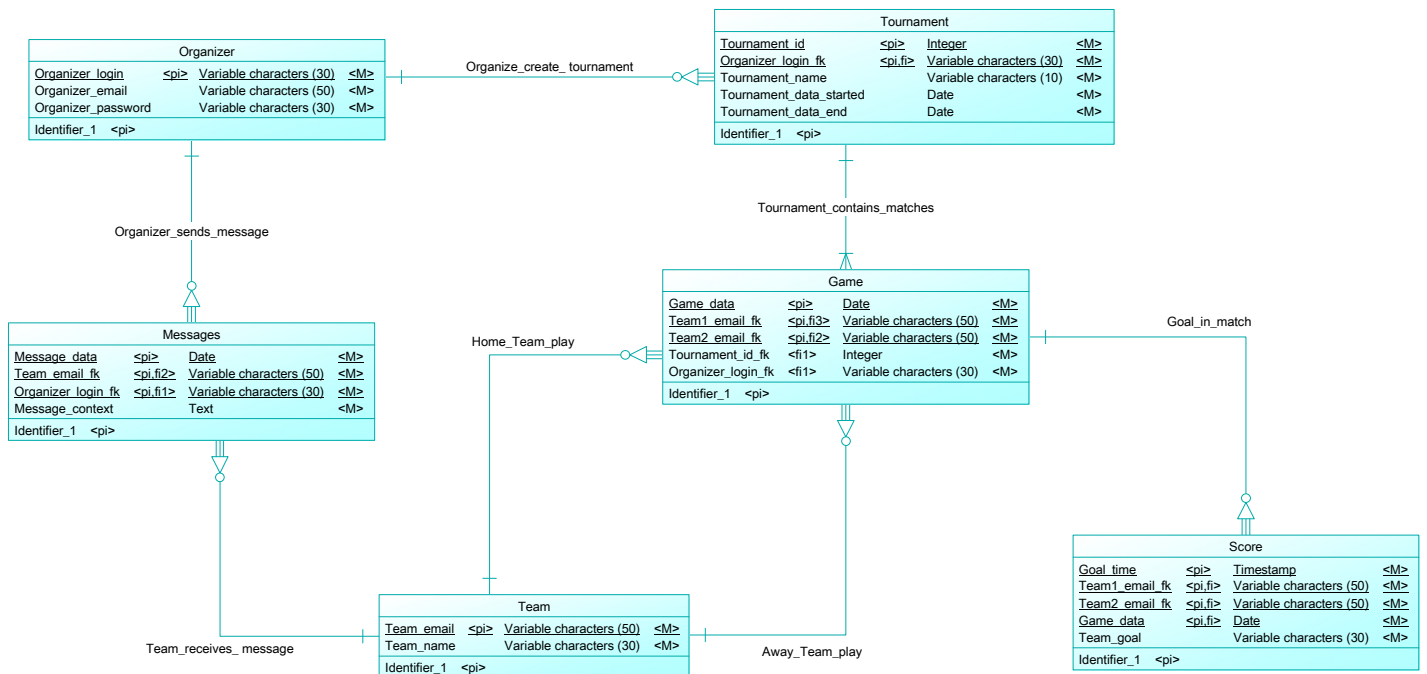 Tournament
Tournament_id <pi> Integer <M>
Organizer_login_fk <pi,fi> Variable characters (30) <M>
Tournament_name Variable characters (10) <M>
Tournament_data_started Date <M>
Tournament_data_end Date <M>
Identifier_1 <pi>
Organizer
Organizer_login <pi> Variable characters (30) <M>
Organizer_email Variable characters (50) <M>
Organizer_password Variable characters (30) <M>
Identifier_1 <pi>
Organize_create_ tournament
Tournament_contains_matches
Organizer_sends_message
Game
Game_data <pi> Date <M>
Team1_email_fk <pi,fi3> Variable characters (50) <M>
Team2_email_fk <pi,fi2> Variable characters (50) <M>
Tournament_id_fk <fi1> Integer <M>
Organizer_login_fk <fi1> Variable characters (30) <M>
Identifier_1 <pi>
Goal_in_match
Messages
Message_data <pi> Date <M>
Team_email_fk <pi,fi2> Variable characters (50) <M>
Organizer_login_fk <pi,fi1> Variable characters (30) <M>
Message_context Text <M>
Identifier_1 <pi>
Home_Team_play
Score
Goal_time <pi> Timestamp <M>
Team1_email_fk <pi,fi> Variable characters (50) <M>
Team2_email_fk <pi,fi> Variable characters (50) <M>
Game_data <pi,fi> Date <M>
Team_goal Variable characters (30) <M>
Identifier_1 <pi>
Team
Team_email <pi> Variable characters (50) <M>
Team_name Variable characters (30) <M>
Identifier_1 <pi>
Team_receives_ message
Away_Team_play